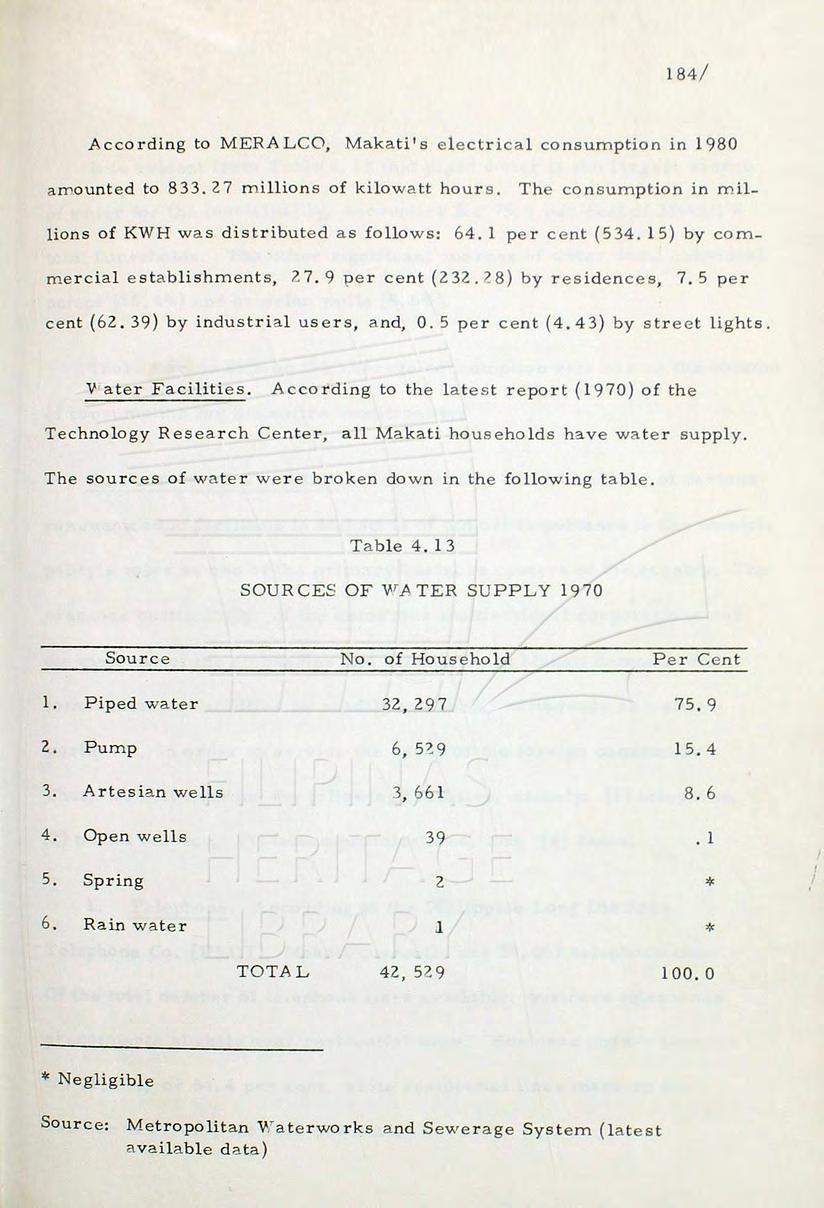 184/
According to MERALCO, Makati's electrical consumption in 1980
amounted to 833.27 millions of kilowatt hours. The consumption in mil-
lions of KWH was distributed as follows: 64.1 per cent (534.15) by com-
mercial establishments, 27.9 per cent (232.28) by residences, 7.5 per
cent (62.39) by industrial users, and, 0.5 per cent (4.43) by street lights.
Water Facilities. According to the latest report (1970) of the
Technology Research Center, all Makati households have water supply.
The sources of water were broken down in the following table.
Table 4.13
SOURCES OF WATER SUPPLY 1970
Source No. of Household Per Cent
1. Piped water 32,297 75.9
2. Pump 6,529 15.4
3. Artesian wells 3,661 8.6
4. Open wells 39 .1
5. Spring 2 *
6. Rain water 1 *
TOTAL 42,529 100.0
* Negligible
Source: Metropolitan Waterworks and Sewerage System (latest
available data)
FILIPINAS
HERITAGE
LIBRARY